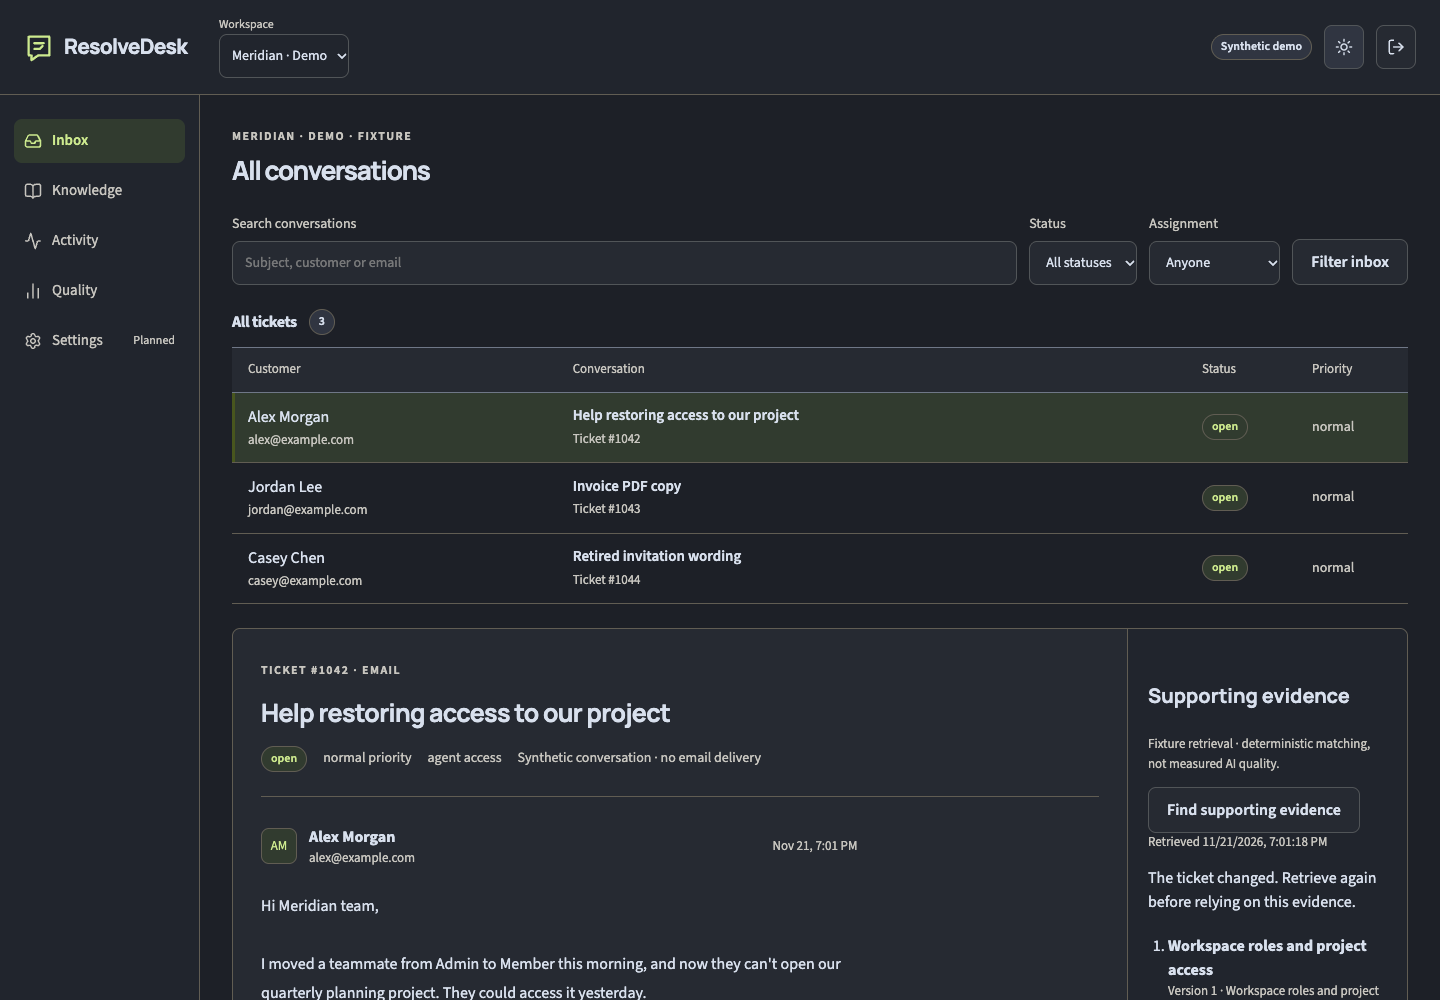 ResolveDesk
Workspace
Meridian · Demo
Synthetic demo
Inbox
Knowledge
Activity
Quality
Settings Planned
MERIDIAN · DEMO · FIXTURE
All conversations
Search conversations
Status
Assignment
Subject, customer or email
All statuses
Anyone
Filter inbox
All tickets 3
Customer Conversation Status Priority
Alex Morgan
alex@example.com
Help restoring access to our project
Ticket #1042
open
normal
Jordan Lee
jordan@example.com
Invoice PDF copy
Ticket #1043
open
normal
Casey Chen
casey@example.com
Retired invitation wording
Ticket #1044
open
normal
TICKET #1042 · EMAIL
Help restoring access to our project
open normal priority agent access Synthetic conversation · no email delivery
AM
Alex Morgan
alex@example.com
Nov 21, 7:01 PM
Hi Meridian team,
I moved a teammate from Admin to Member this morning, and now they can't open our
quarterly planning project. They could access it yesterday.
Supporting evidence
Fixture retrieval · deterministic matching,
not measured AI quality.
Find supporting evidence
Retrieved 11/21/2026, 7:01:18 PM
The ticket changed. Retrieve again
before relying on this evidence.
1. Workspace roles and project
access
Version 1 · Workspace roles and project